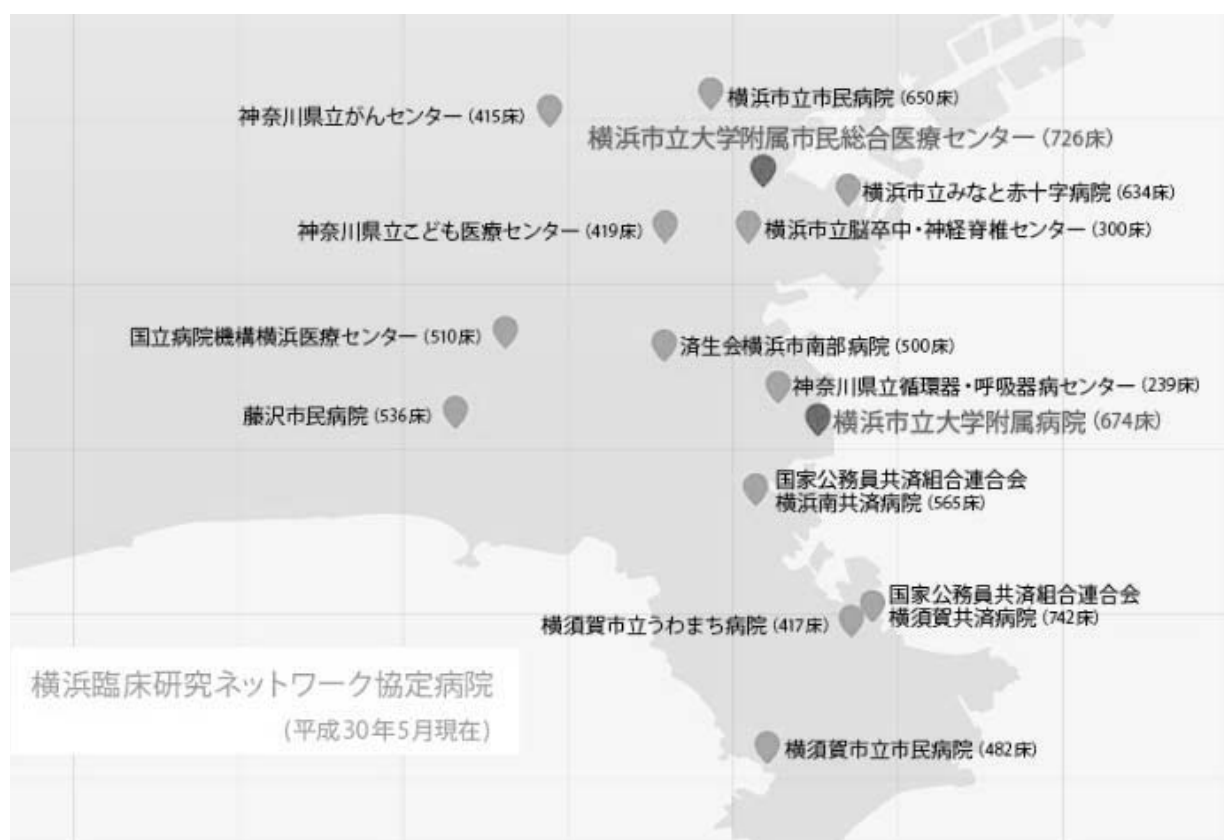 横浜市立市民病院(650床)
神奈川県立がんセンター(415床)
横浜市立大学附属市民総合医療センター(726床)
横浜市立みなと赤十字病院(634床)
神奈川県立こども医療センター(419床)
横浜市立脳卒中・神経脊椎センター(300床)
国立病院機構横浜医療センター(510床)
済生会横浜市南部病院(500床)
神奈川県立循環器・呼吸器病センター(239床)
藤沢市民病院(536床)
横浜市立大学附属病院(674床)
国家公務員共済組合連合会
横浜南共済病院(565床)
国家公務員共済組合連合会
横須賀共済病院(742床)
横須賀市立うわまち病院(417床)
横浜臨床研究ネットワーク協定病院
(平成30年5月現在)
横須賀市立市民病院(482床)